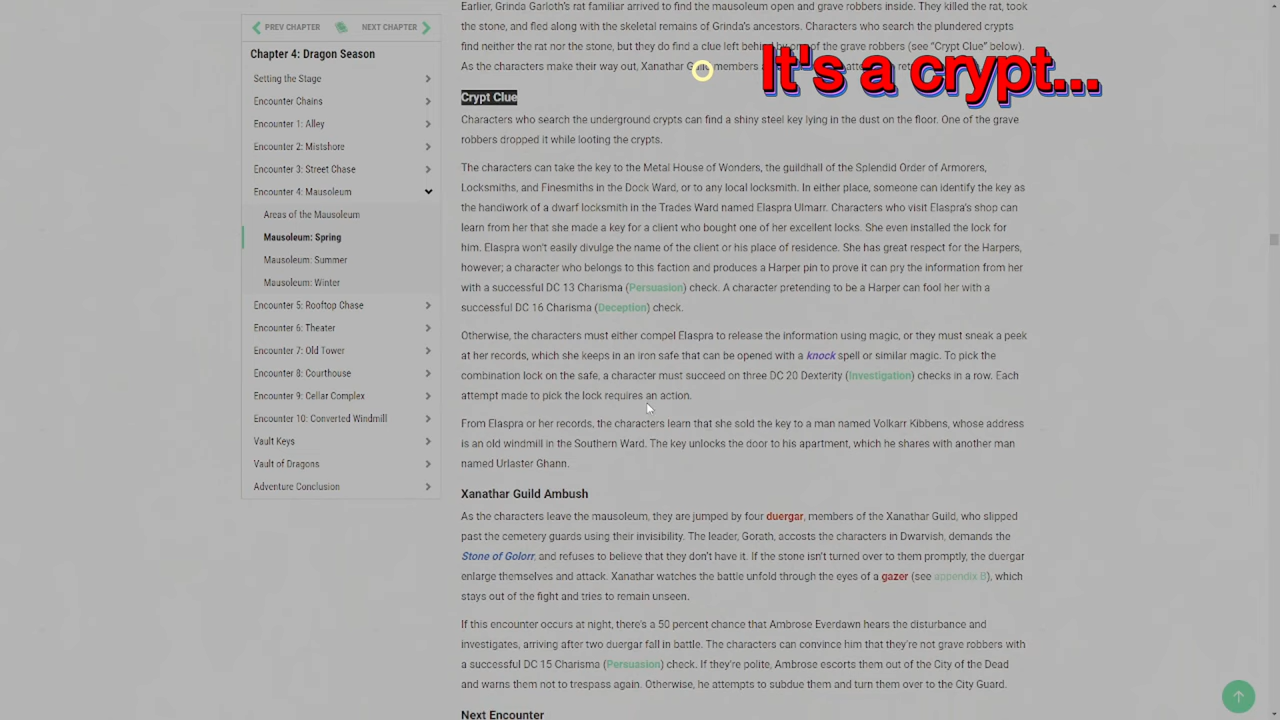 PREV CHAPTER
NEXT CHAPTER
Chapter 4: Dragon Season
Setting the Stage
Encounter Chains
Encounter 1: Alley
Encounter 2: Mistshore
Encounter 3: Street Chase
Encounter 4: Mausoleum
Areas of the Mausoleum
Mausoleum: Spring
Mausoleum: Summer
Mausoleum: Winter
Encounter 5: Rooftop Chase
Encounter 6: Theater
Encounter 7: Old Tower
Encounter 8: Courthouse
Encounter 9: Cellar Complex
Encounter 10: Converted Windmill
Vault Keys
Vault of Dragons
Adventure Conclusion
Earlier, Grinda Garloth's rat familiar arrived to find the mausoleum open and grave robbers inside. They killed the rat, took
the stone, and fled along with the skeletal remains of Grinda's ancestors. Characters who search the plundered crypts
find neither the rat nor the stone, but they do find a clue left behind by one of the grave robbers (see "Crypt Clue" below).
As the characters make their way out, Xanathar Guild members
It's a crypt...
Crypt Clue
Characters who search the underground crypts can find a shiny steel key lying in the dust on the floor. One of the grave
robbers dropped it while looting the crypts.
The characters can take the key to the Metal House of Wonders, the guildhall of the Splendid Order of Armorers,
Locksmiths, and Finesmiths in the Dock Ward, or to any local locksmith. In either place, someone can identify the key as
the handiwork of a dwarf locksmith in the Trades Ward named Elaspra Ulmarr. Characters who visit Elaspra's shop can
learn from her that she made a key for a client who bought one of her excellent locks. She even installed the lock for
him. Elaspra won't easily divulge the name of the client or his place of residence. She has great respect for the Harpers,
however; a character who belongs to this faction and produces a Harper pin to prove it can pry the information from her
with a successful DC 13 Charisma (Persuasion) check. A character pretending to be a Harper can fool her with a
successful DC 16 Charisma (Deception) check.
Otherwise, the characters must either compel Elaspra to release the information using magic, or they must sneak a peek
at her records, which she keeps in an iron safe that can be opened with a knock spell or similar magic. To pick the
combination lock on the safe, a character must succeed on three DC 20 Dexterity (Investigation) checks in a row. Each
attempt made to pick the lock requires an action.
From Elaspra or her records, the characters learn that she sold the key to a man named Volkarr Kibbens, whose address
is an old windmill in the Southern Ward. The key unlocks the door to his apartment, which he shares with another man
named Urlaster Ghann.
Xanathar Guild Ambush
As the characters leave the mausoleum, they are jumped by four duergar, members of the Xanathar Guild, who slipped
past the cemetery guards using their invisibility. The leader, Gorath, accosts the characters in Dwarvish, demands the
Stone of Golorr, and refuses to believe that they don't have it. If the stone isn't turned over to them promptly, the duergar
enlarge themselves and attack. Xanathar watches the battle unfold through the eyes of a gazer (see appendix B), which
stays out of the fight and tries to remain unseen.
If this encounter occurs at night, there's a 50 percent chance that Ambrose Everdawn hears the disturbance and
investigates, arriving after two duergar fall in battle. The characters can convince him that they're not grave robbers with
a successful DC 15 Charisma (Persuasion) check. If they're polite, Ambrose escorts them out of the City of the Dead
and warns them not to trespass again. Otherwise, he attempts to subdue them and turn them over to the City Guard.
Next Encounter